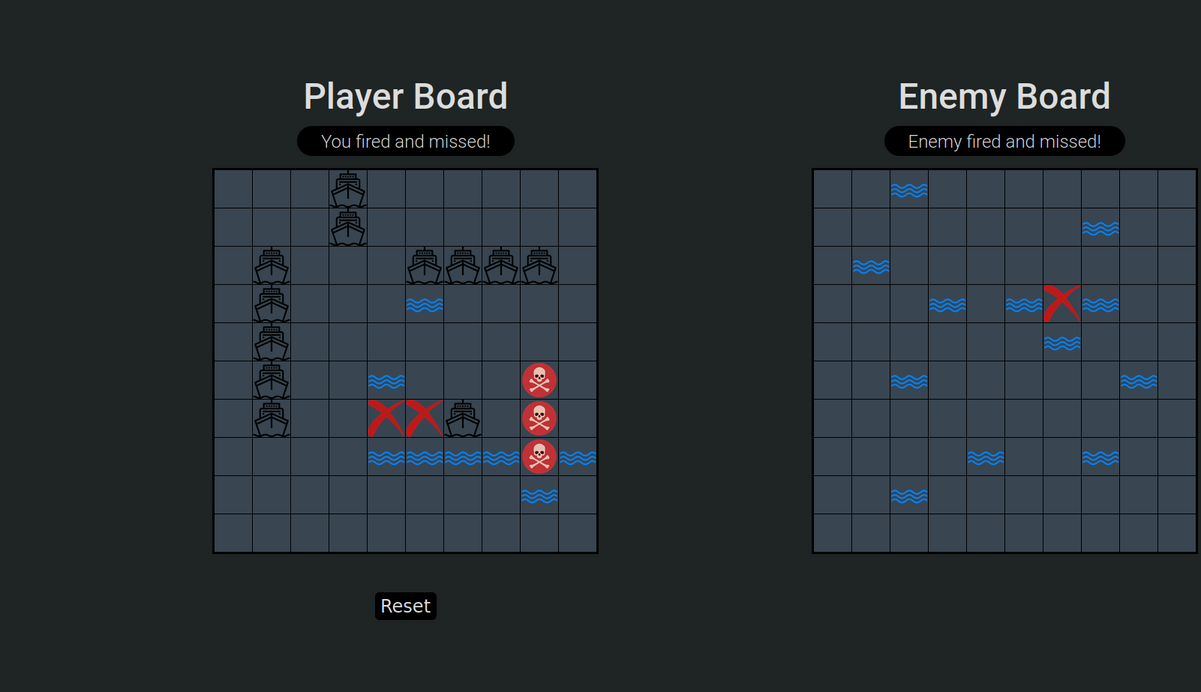 Player Board
You fired and missed!
Enemy Board
Enemy fired and missed!
Reset